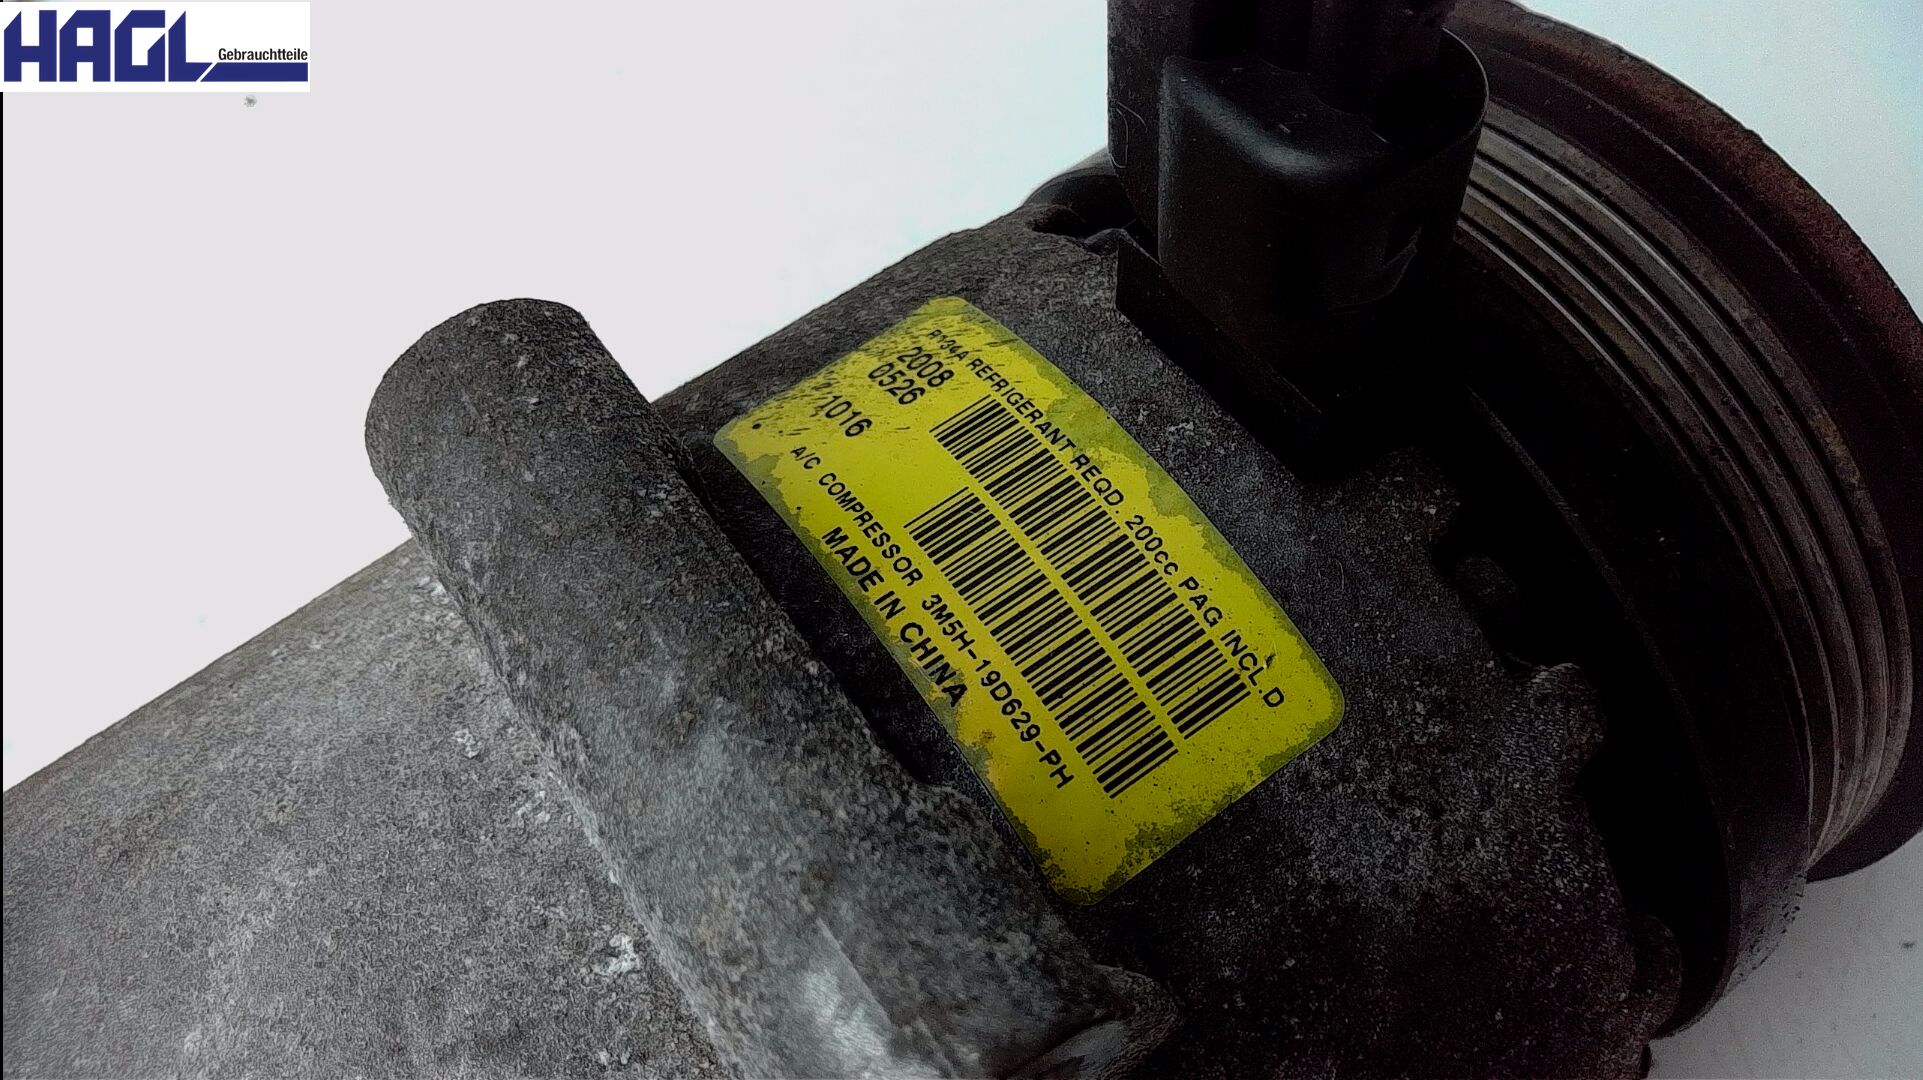 HAGL
Gebrauchtteile
R134A REFRIGERANT REQD. 200cc PAG INCL.D
2008
0526
1016
A/C COMPRESSOR 3M5H-19D629-PH
MADE IN CHINA